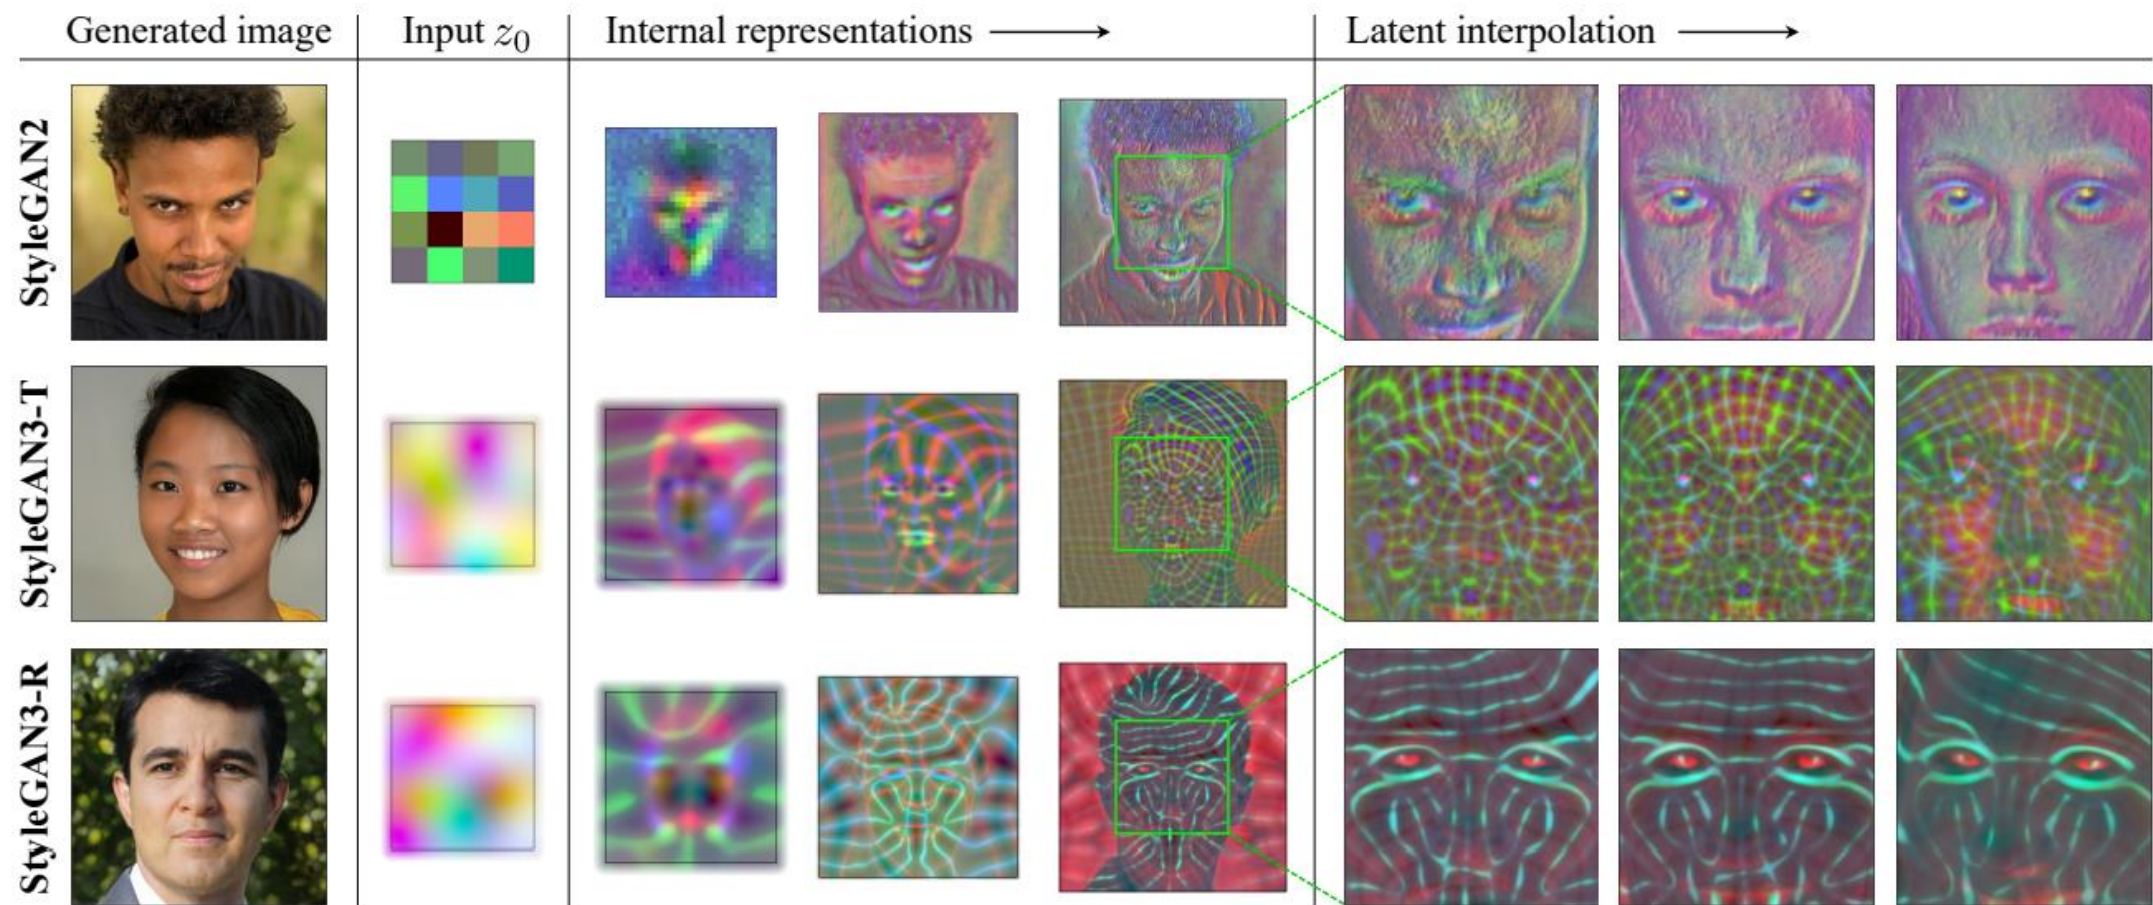 Generated image
Input z₀
Internal representations
Latent interpolation
StyleGAN2
StyleGAN3-T
StyleGAN3-R